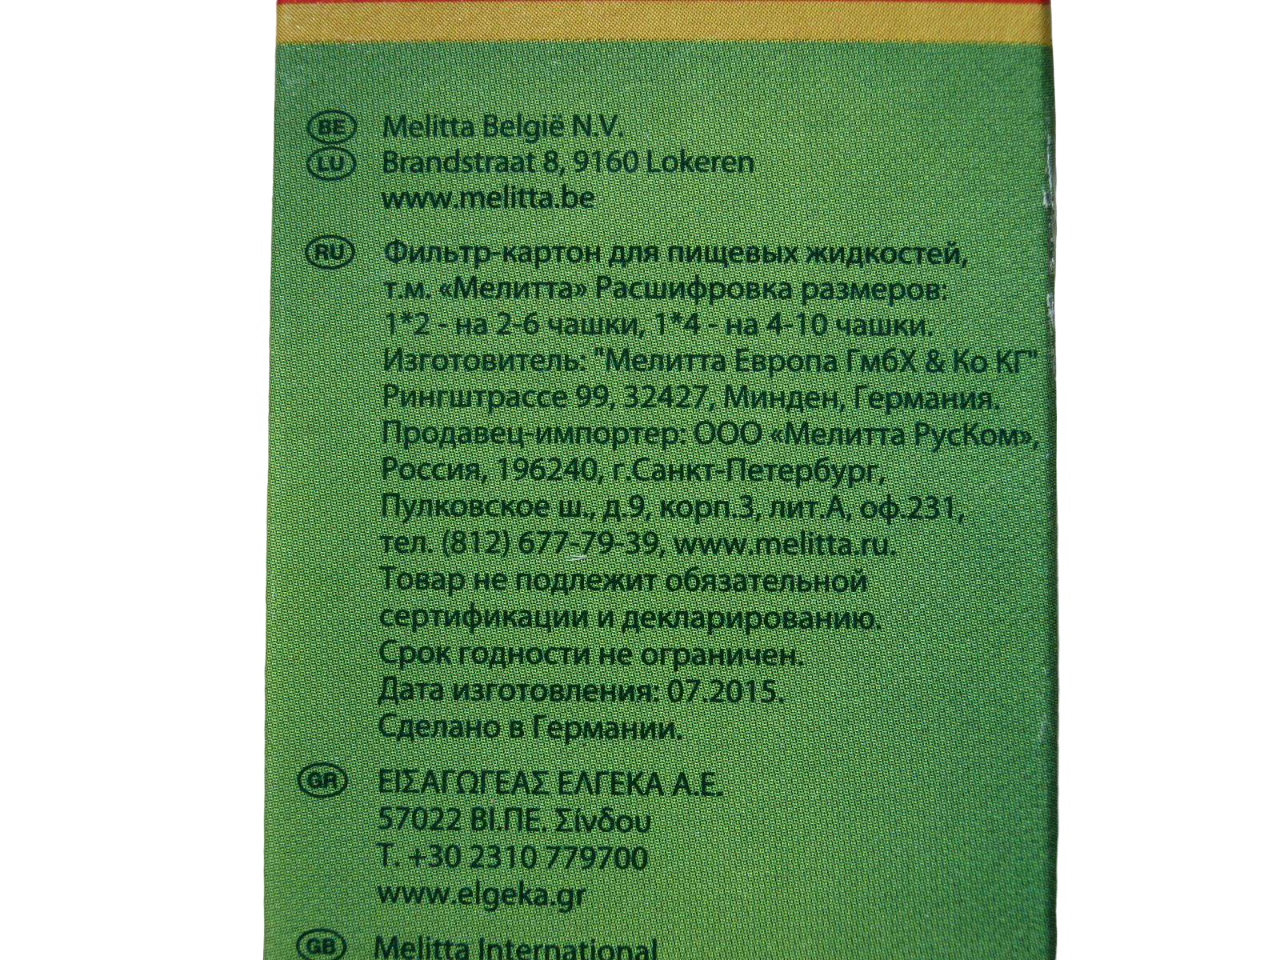 BE Melitta België N.V.
LU Brandstraat 8, 9160 Lokeren
www.melitta.be
RU Фильтр-картон для пищевых жидкостей,
т.м. «Мелитта» Расшифровка размеров:
1*2 - на 2-6 чашки, 1*4 - на 4-10 чашки.
Изготовитель: "Мелитта Европа ГмбХ & Ко КГ"
Рингштрассе 99, 32427, Минден, Германия.
Продавец-импортер: ООО «Мелитта РусКом»,
Россия, 196240, г.Санкт-Петербург,
Пулковское ш., д.9, корп.3, лит.А, оф.231,
тел. (812) 677-79-39, www.melitta.ru.
Товар не подлежит обязательной
сертификации и декларированию.
Срок годности не ограничен.
Дата изготовления: 07.2015.
Сделано в Германии.
GR ΕΙΣΑΓΩΓΕΑΣ ΕΛΓΕΚΑ Α.Ε.
57022 ΒΙ.ΠΕ. Σίνδου
Τ. +30 2310 779700
www.elgeka.gr
GB Melitta International